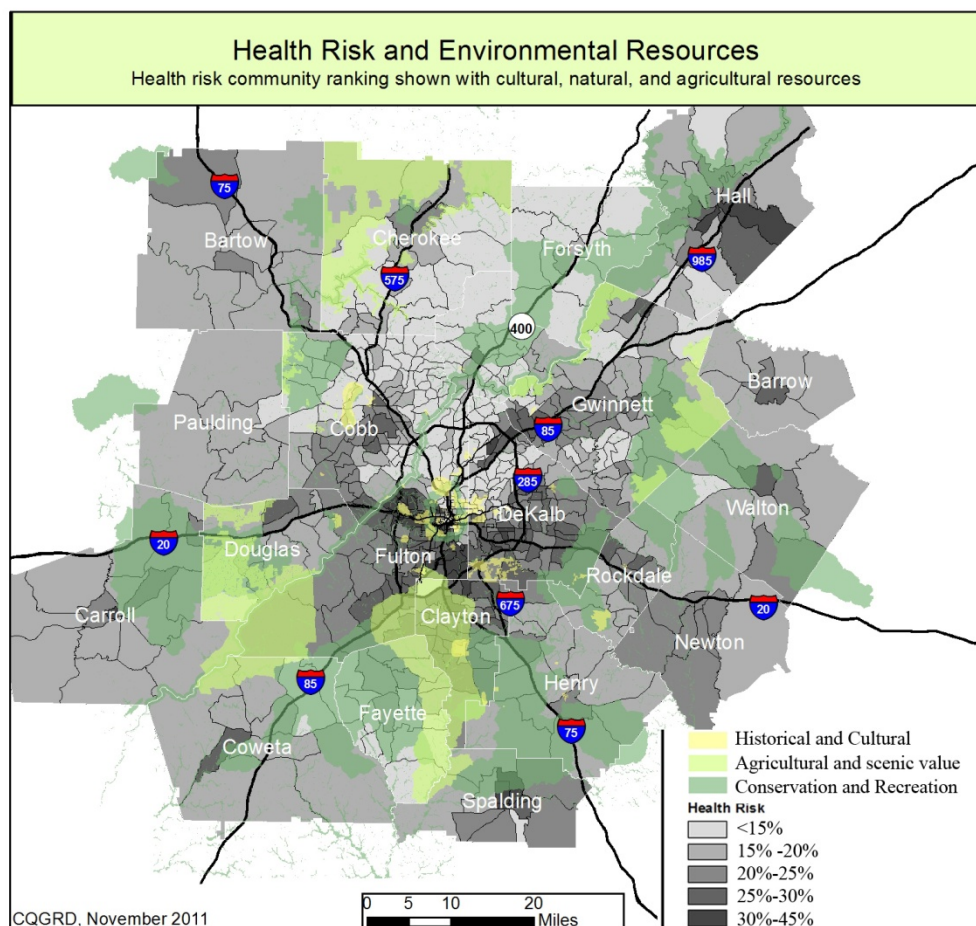 Health Risk and Environmental Resources
Health risk community ranking shown with cultural, natural, and agricultural resources
75
Hall
Bartow
Cherokee
Forsyth
985
575
400
Barrow
Gwinnett
Paulding
Cobb
85
285
DeKalb
Walton
20
Douglas
Fulton
Rockdale
Carroll
Clayton
675
20
Newton
85
Henry
Fayette
75
Coweta
Spalding
Historical and Cultural
Agricultural and scenic value
Conservation and Recreation
Health Risk
<15%
15% -20%
20%-25%
25%-30%
30%-45%
0 5 10 20
Miles
CQGRD, November 2011